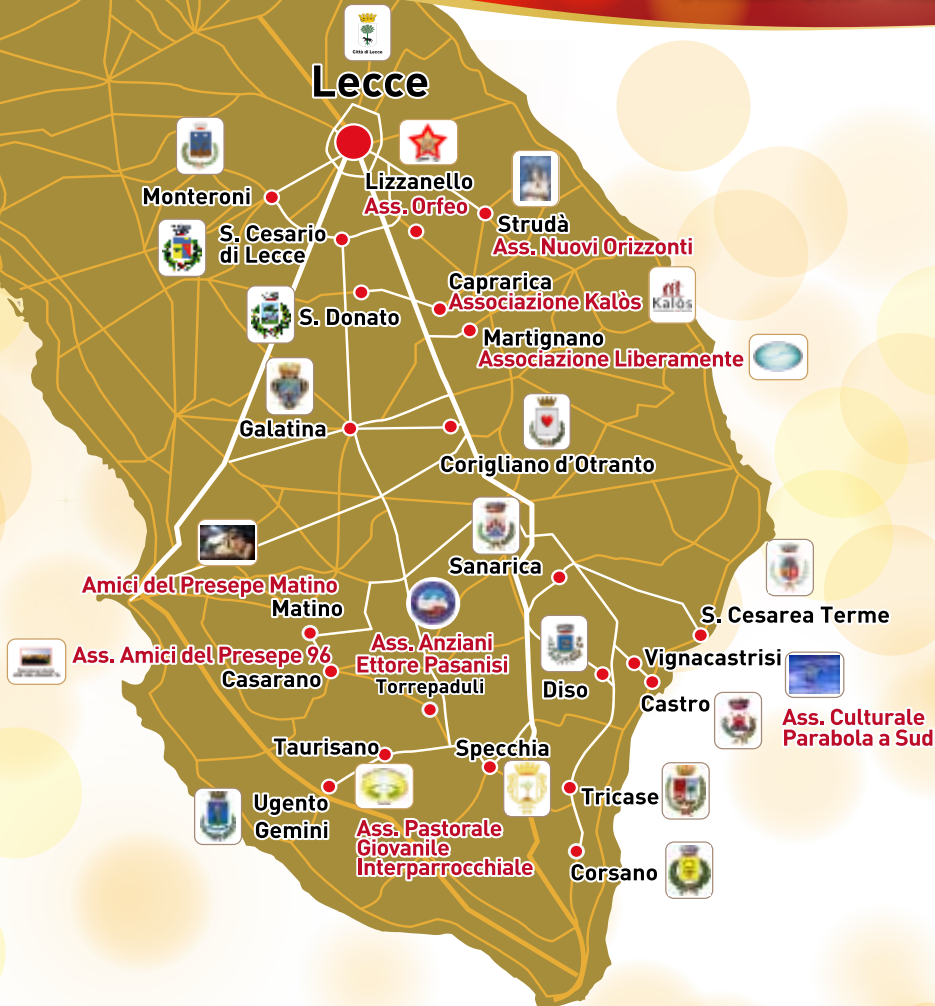 Città di Lecce
Lecce
Lizzanello
Ass. Orfeo
Monteroni
Strudà
Ass. Nuovi Orizzonti
S. Cesario
di Lecce
Caprarica
Associazione Kalòs
Kalòs
S. Donato
Martignano
Associazione Liberamente
Galatina
Corigliano d'Otranto
Sanarica
Amici del Presepe Matino
Matino
S. Cesarea Terme
Ass. Anziani
Ettore Pasanisi
Torrepaduli
Ass. Amici del Presepe 96
Casarano
Vignacastrisi
Diso
Castro
Ass. Culturale
Parabola a Sud
Taurisano
Specchia
Ugento
Gemini
Tricase
Ass. Pastorale
Giovanile
Interparrocchiale
Corsano